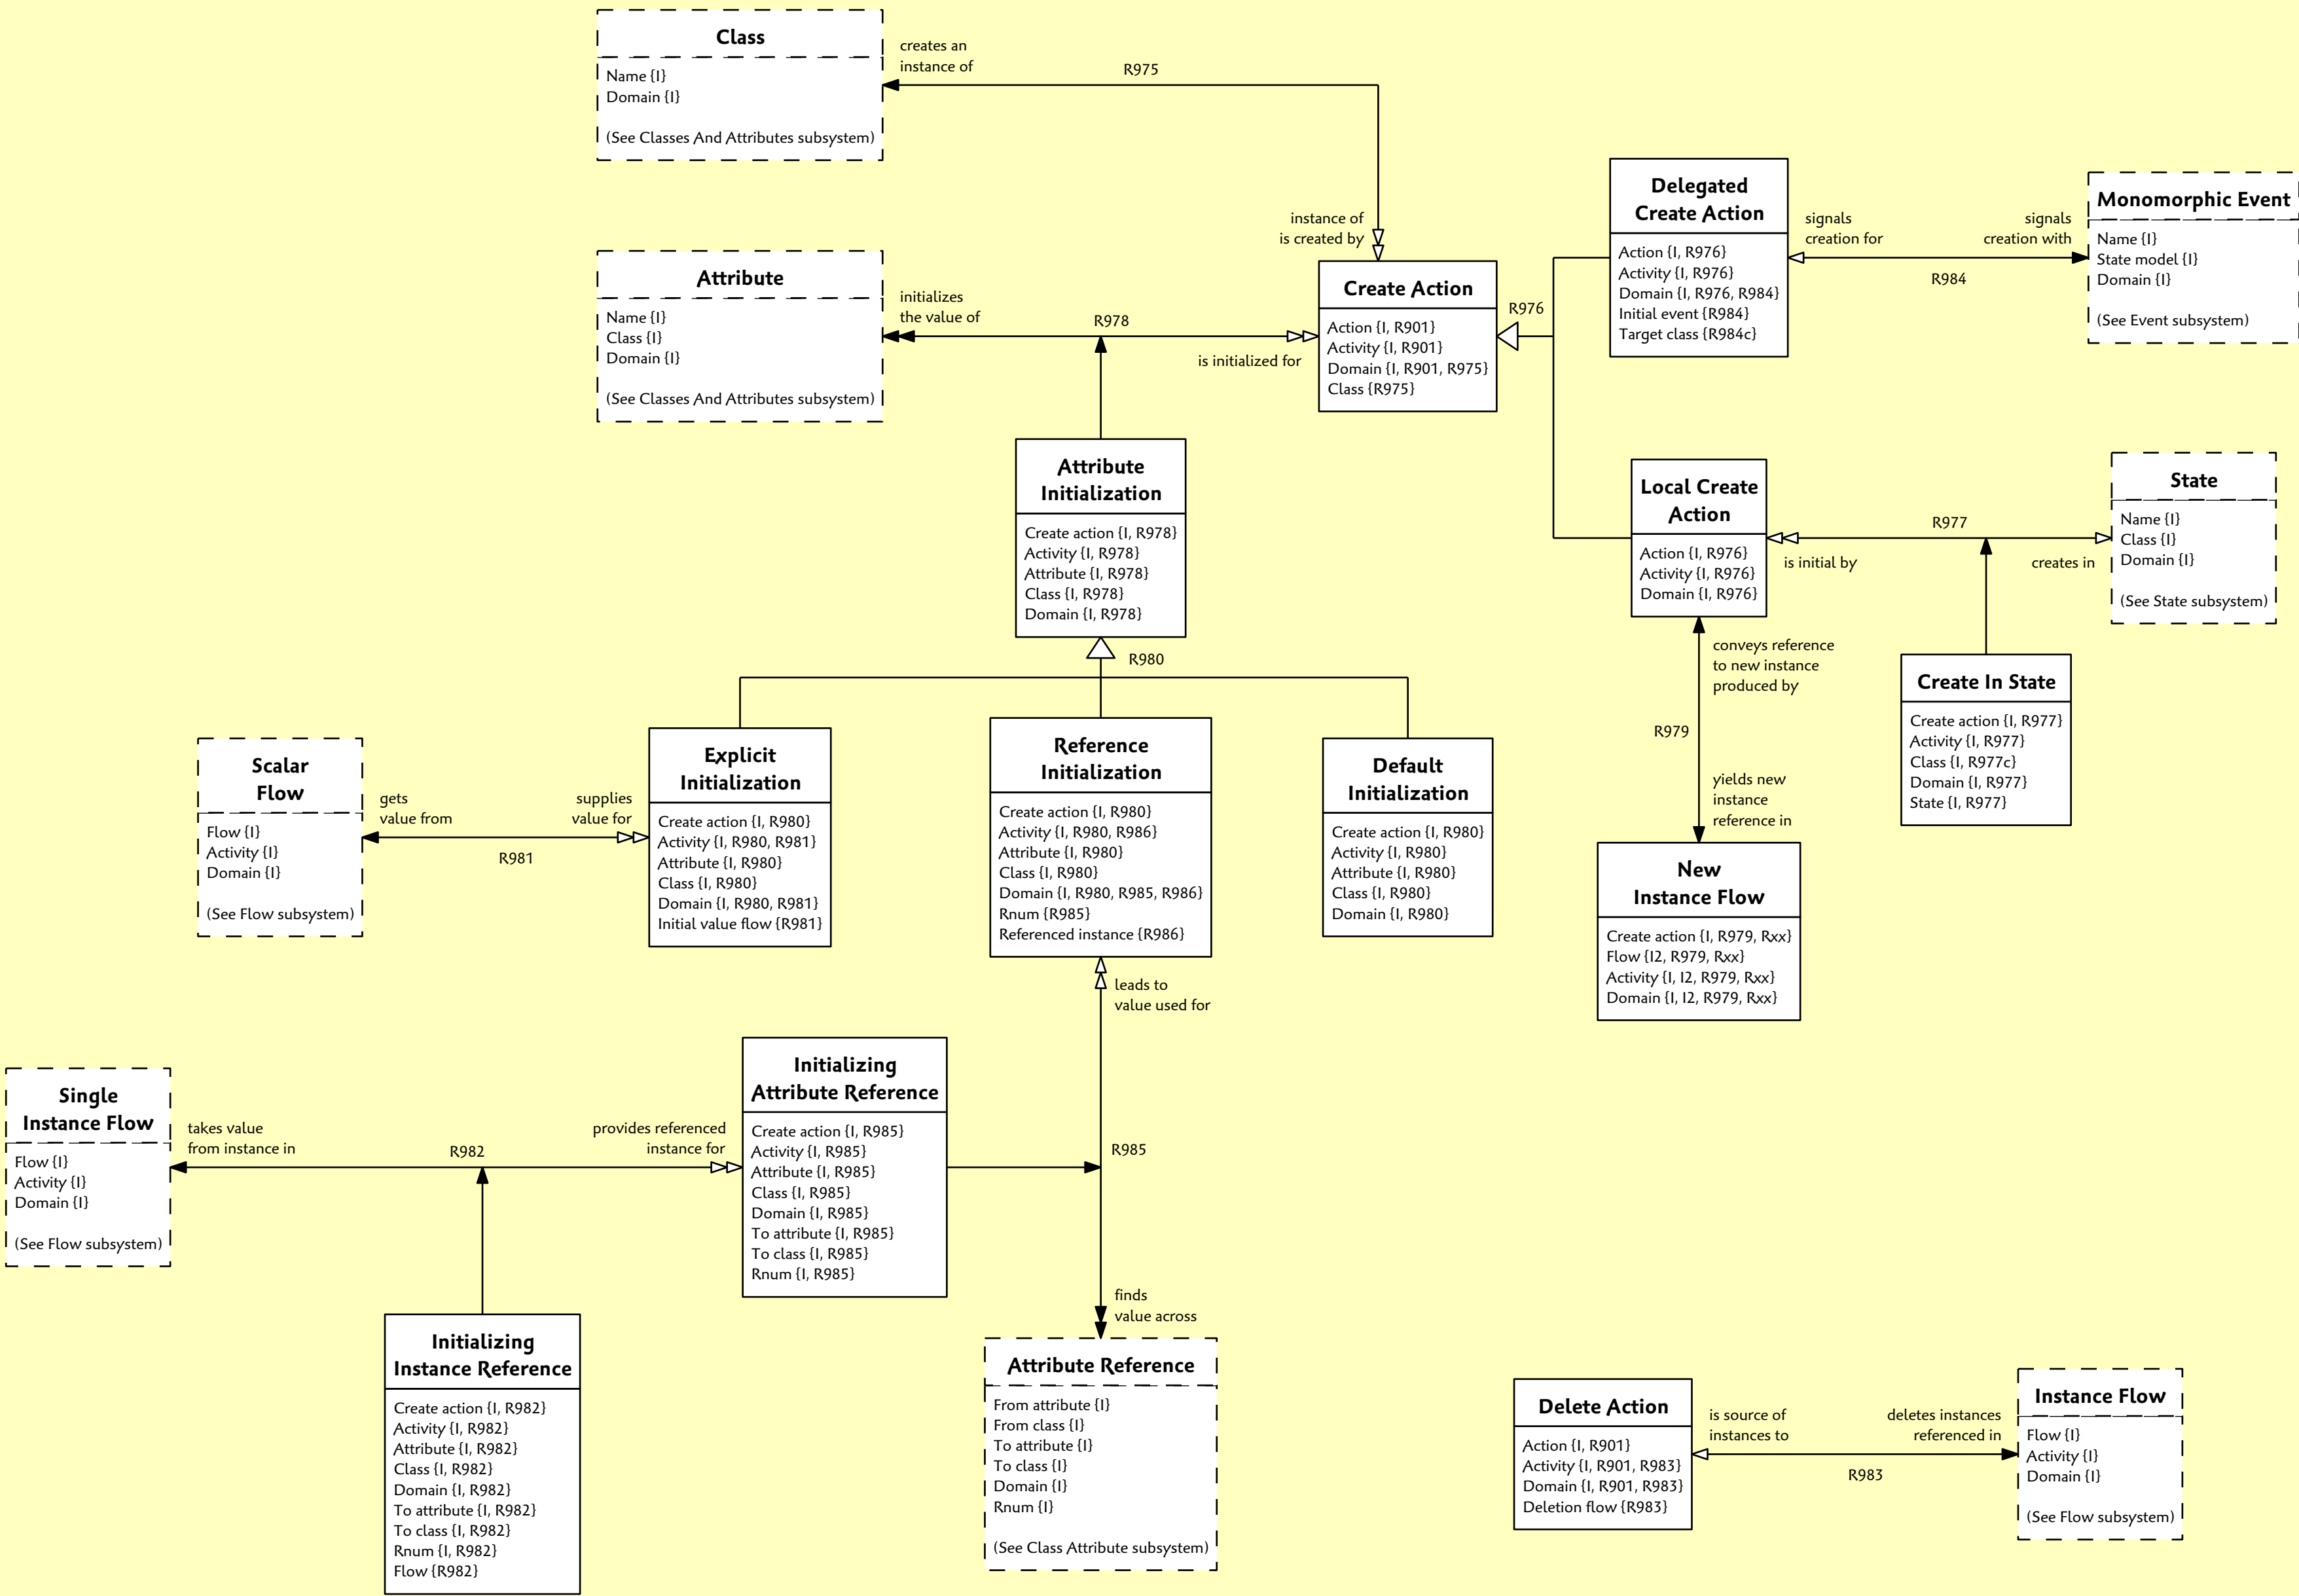 Class
Name {I}
Domain {I}
(See Classes And Attributes subsystem)
creates an
instance of
R975
instance of
is created by
Attribute
Name {I}
Class {I}
Domain {I}
(See Classes And Attributes subsystem)
initializes
the value of
R978
is initialized for
Create Action
Action {I, R901}
Activity {I, R901}
Domain {I, R901, R975}
Class {R975}
R976
Delegated
Create Action
Action {I, R976}
Activity {I, R976}
Domain {I, R976, R984}
Initial event {R984}
Target class {R984c}
signals
creation for
signals
creation with
R984
Monomorphic Event
Name {I}
State model {I}
Domain {I}
(See Event subsystem)
Attribute
Initialization
Create action {I, R978}
Activity {I, R978}
Attribute {I, R978}
Class {I, R978}
Domain {I, R978}
R980
Local Create
Action
Action {I, R976}
Activity {I, R976}
Domain {I, R976}
R977
is initial by
creates in
State
Name {I}
Class {I}
Domain {I}
(See State subsystem)
conveys reference
to new instance
produced by
R979
yields new
instance
reference in
Create In State
Create action {I, R977}
Activity {I, R977}
Class {I, R977c}
Domain {I, R977}
State {I, R977}
Scalar
Flow
Flow {I}
Activity {I}
Domain {I}
(See Flow subsystem)
gets
value from
supplies
value for
R981
Explicit
Initialization
Create action {I, R980}
Activity {I, R980, R981}
Attribute {I, R980}
Class {I, R980}
Domain {I, R980, R981}
Initial value flow {R981}
Reference
Initialization
Create action {I, R980}
Activity {I, R980, R986}
Attribute {I, R980}
Class {I, R980}
Domain {I, R980, R985, R986}
Rnum {R985}
Referenced instance {R986}
Default
Initialization
Create action {I, R980}
Activity {I, R980}
Attribute {I, R980}
Class {I, R980}
Domain {I, R980}
New
Instance Flow
Create action {I, R979, Rxx}
Flow {I2, R979, Rxx}
Activity {I, I2, R979, Rxx}
Domain {I, I2, R979, Rxx}
leads to
value used for
R985
finds
value across
Single
Instance Flow
Flow {I}
Activity {I}
Domain {I}
(See Flow subsystem)
takes value
from instance in
R982
provides referenced
instance for
Initializing
Attribute Reference
Create action {I, R985}
Activity {I, R985}
Attribute {I, R985}
Class {I, R985}
Domain {I, R985}
To attribute {I, R985}
To class {I, R985}
Rnum {I, R985}
Initializing
Instance Reference
Create action {I, R982}
Activity {I, R982}
Attribute {I, R982}
Class {I, R982}
Domain {I, R982}
To attribute {I, R982}
To class {I, R982}
Rnum {I, R982}
Flow {R982}
Attribute Reference
From attribute {I}
From class {I}
To attribute {I}
To class {I}
Domain {I}
Rnum {I}
(See Class Attribute subsystem)
Delete Action
Action {I, R901}
Activity {I, R901, R983}
Domain {I, R901, R983}
Deletion flow {R983}
is source of
instances to
deletes instances
referenced in
R983
Instance Flow
Flow {I}
Activity {I}
Domain {I}
(See Flow subsystem)